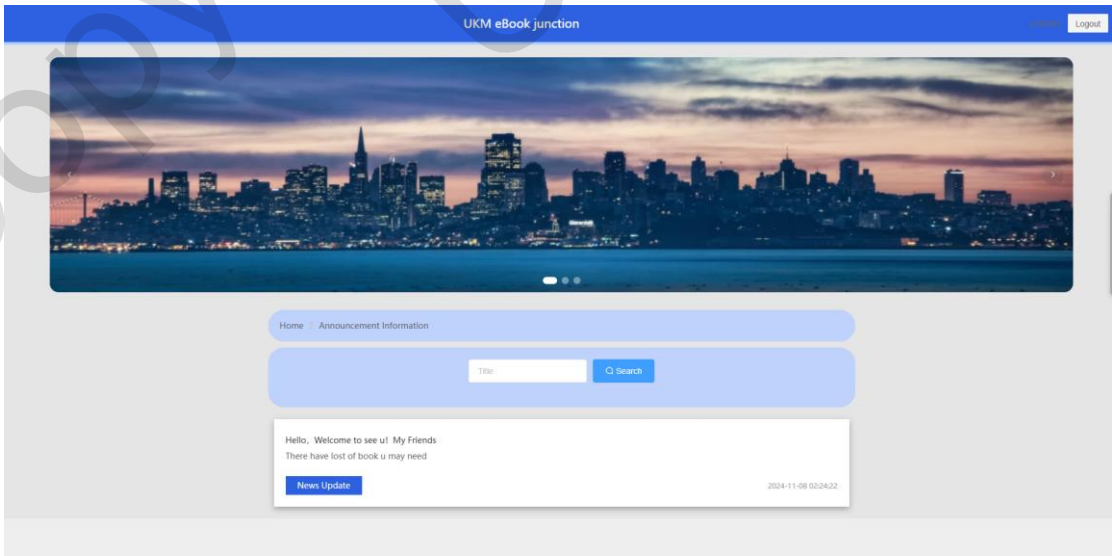 UKM eBook junction
Logout
Home
Announcement Information
Title
Search
Hello, Welcome to see u! My Friends
There have lost of book u may need
News Update
2024-11-08 02:24:22